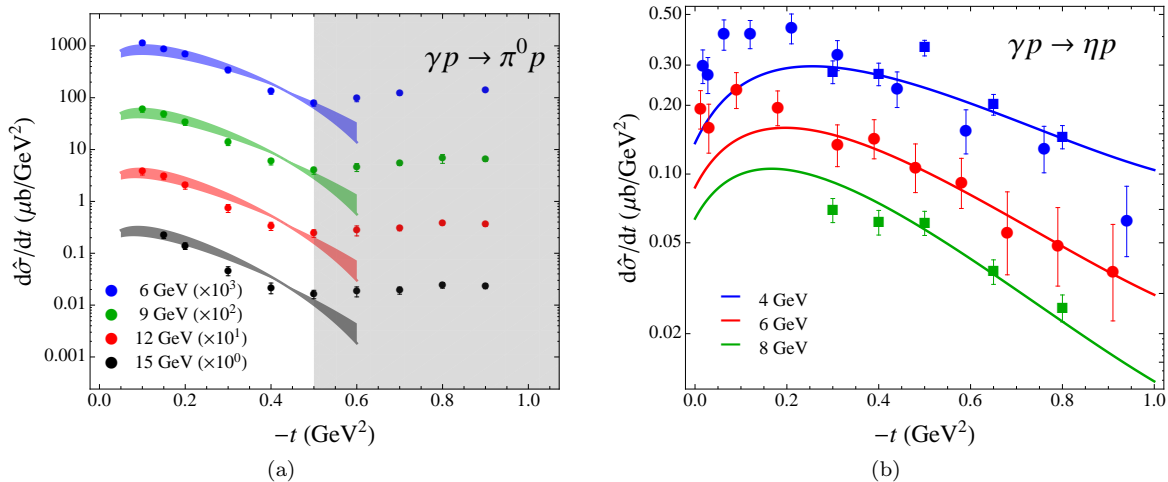 1000
100
10
1
0.1
0.01
0.001
dσ̂/dt (μb/GeV²)
γp → π⁰p
6 GeV (×10³)
9 GeV (×10²)
12 GeV (×10¹)
15 GeV (×10⁰)
0.0 0.2 0.4 0.6 0.8 1.0
−t (GeV²)
(a)
0.50
0.30
0.20
0.10
0.05
0.02
dσ̂/dt (μb/GeV²)
γp → ηp
4 GeV
6 GeV
8 GeV
0.0 0.2 0.4 0.6 0.8 1.0
−t (GeV²)
(b)